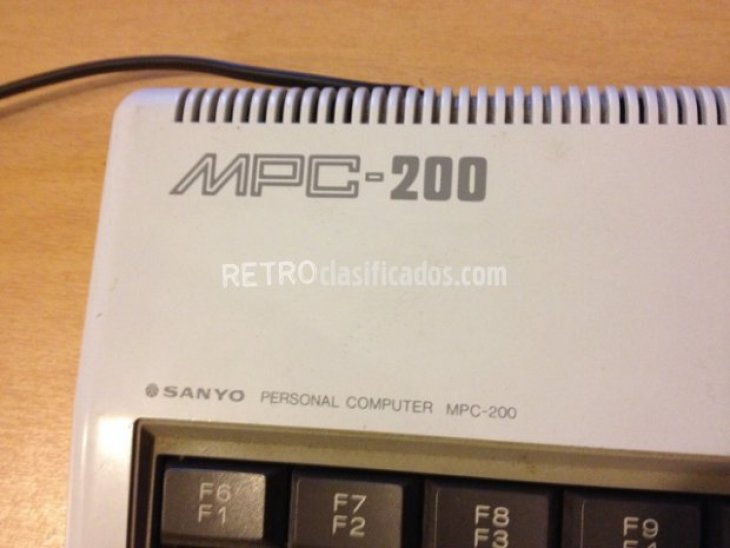 MPC-200
RETROclasificados.com
SANYO PERSONAL COMPUTER MPC-200
F6 F7 F8 F9
F1 F2 F3